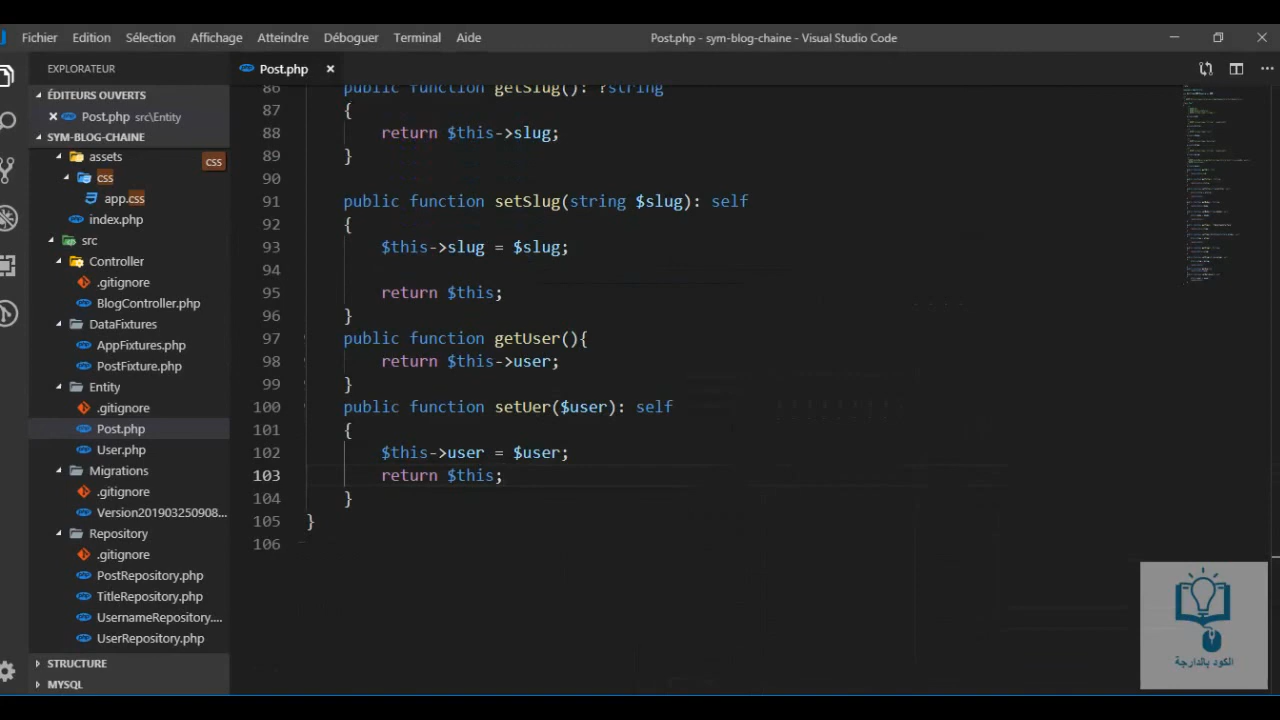 Fichier Edition Sélection Affichage Atteindre Déboguer Terminal Aide
Post.php - sym-blog-chaine - Visual Studio Code
EXPLORATEUR
Post.php
ÉDITEURS OUVERTS
Post.php src\Entity
SYM-BLOG-CHAINE
assets
css
css
app.css
index.php
src
Controller
.gitignore
BlogController.php
DataFixtures
AppFixtures.php
PostFixture.php
Entity
.gitignore
Post.php
User.php
Migrations
.gitignore
Version201903250908...
Repository
.gitignore
PostRepository.php
TitleRepository.php
UsernameRepository....
UserRepository.php
STRUCTURE
MYSQL
86 public function getSlug(): ?string
87 {
88 return $this->slug;
89 }
90
91 public function setSlug(string $slug): self
92 {
93 $this->slug = $slug;
94
95 return $this;
96 }
97 public function getUser(){
98 return $this->user;
99 }
100 public function setUer($user): self
101 {
102 $this->user = $user;
103 return $this;
104 }
105 }
106
الكود بالدارجة